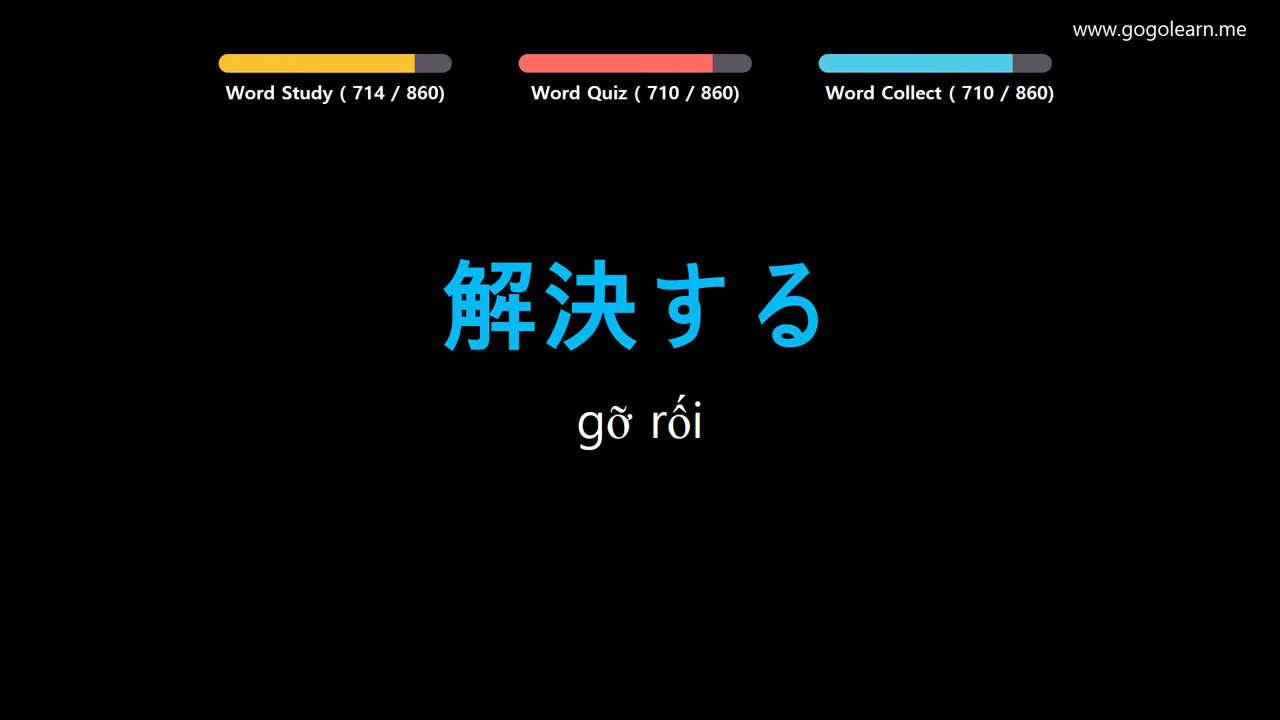 www.gogolearn.me
Word Study ( 714 / 860)
Word Quiz ( 710 / 860)
Word Collect ( 710 / 860)
解決する
gỡ rối